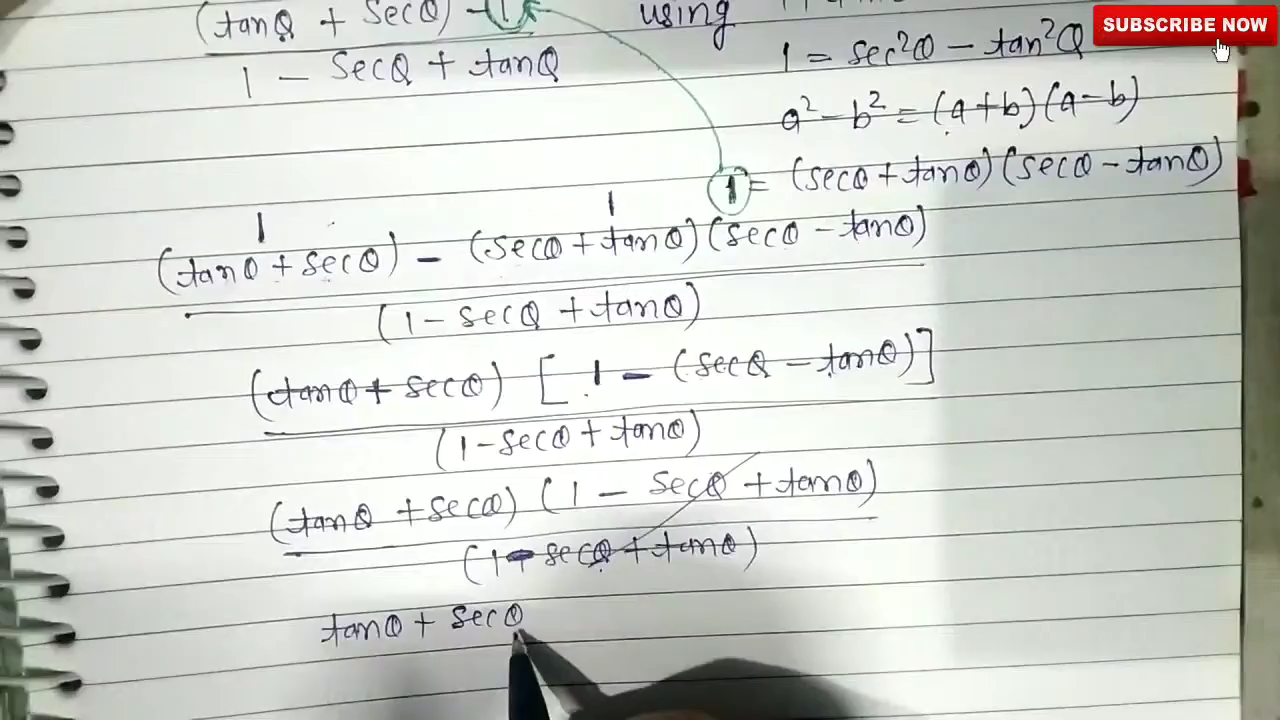 (tanθ + secθ) - 1 using
SUBSCRIBE NOW
1 - secθ + tanθ
1 = sec²θ - tan²θ
a² - b² = (a+b)(a-b)
1 = (secθ + tanθ)(secθ - tanθ)
1 1
(tanθ + secθ) - (secθ + tanθ)(secθ - tanθ)
(1 - secθ + tanθ)
(tanθ + secθ) [ 1 - (secθ - tanθ)]
(1 - secθ + tanθ)
(tanθ + secθ) (1 - secθ + tanθ)
(1 - secθ + tanθ)
tanθ + secθ